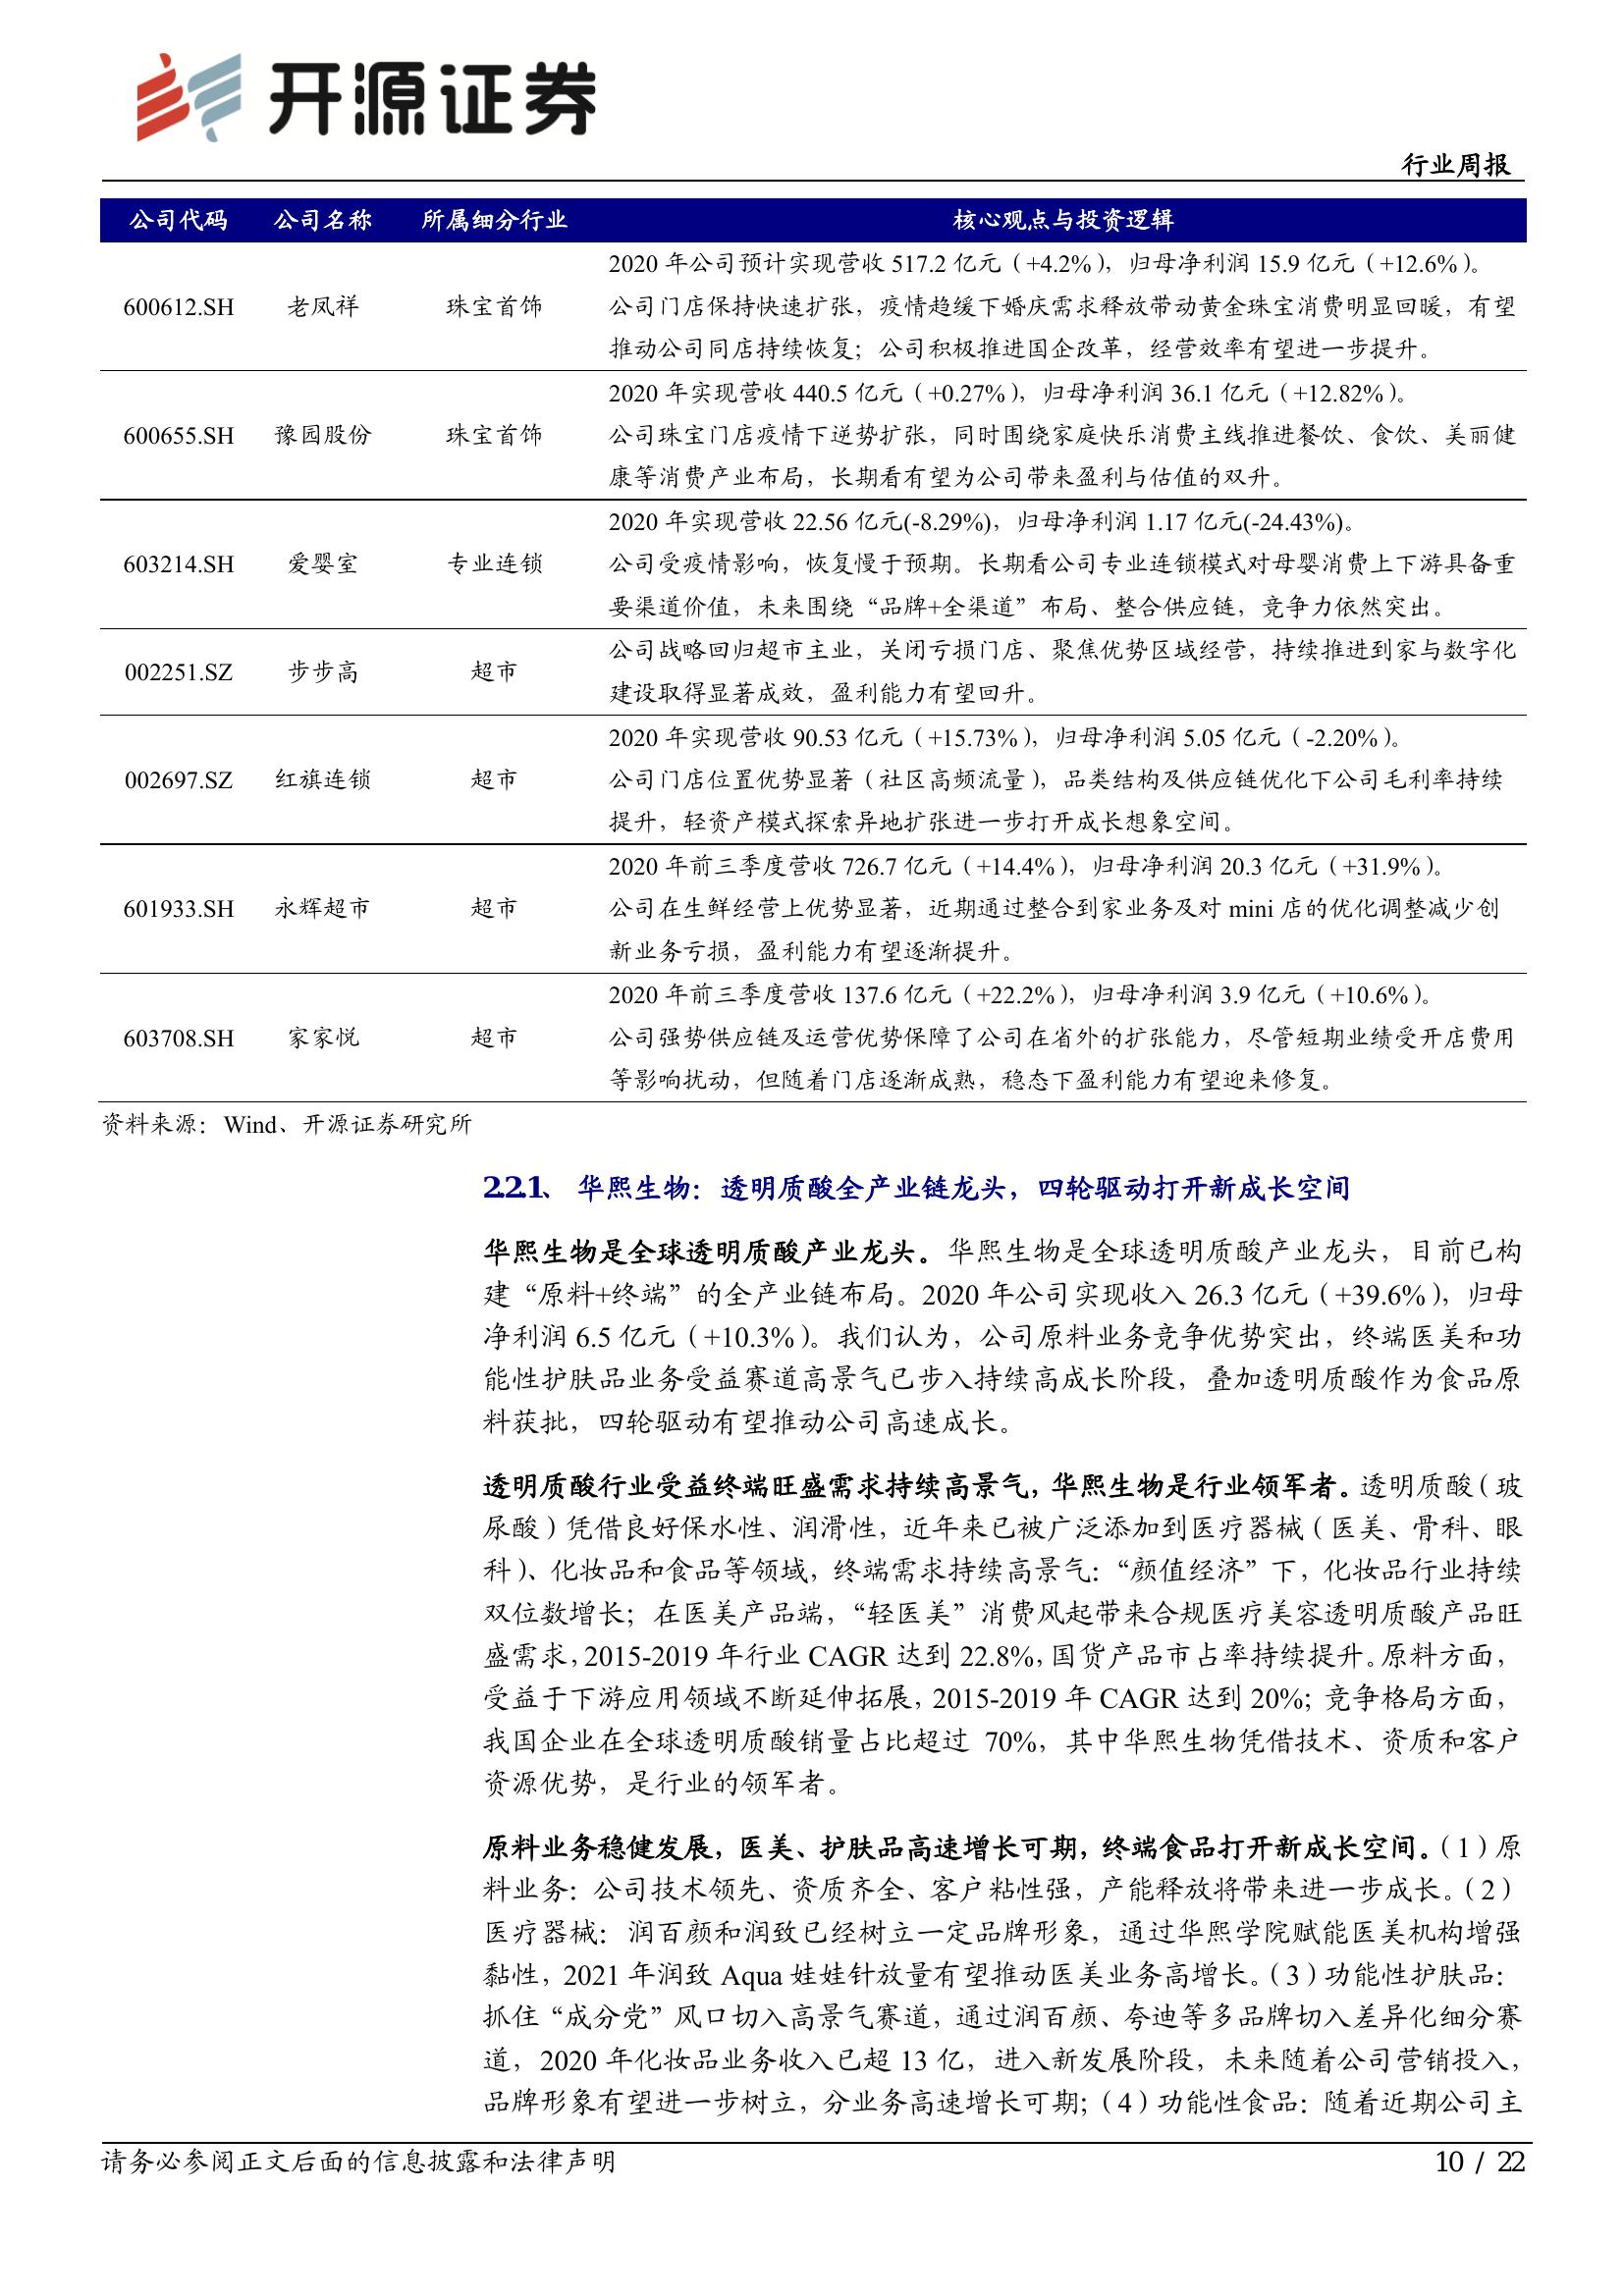 开源证券
行业周报
公司代码 公司名称 所属细分行业 核心观点与投资逻辑
2020 年公司预计实现营收 517.2 亿元（+4.2%），归母净利润 15.9 亿元（+12.6%）。
600612.SH 老凤祥 珠宝首饰 公司门店保持快速扩张，疫情趋缓下婚庆需求释放带动黄金珠宝消费明显回暖，有望
推动公司同店持续恢复；公司积极推进国企改革，经营效率有望进一步提升。
2020 年实现营收 440.5 亿元（+0.27%），归母净利润 36.1 亿元（+12.82%）。
600655.SH 豫园股份 珠宝首饰 公司珠宝门店疫情下逆势扩张，同时围绕家庭快乐消费主线推进餐饮、食饮、美丽健
康等消费产业布局，长期看有望为公司带来盈利与估值的双升。
2020 年实现营收 22.56 亿元(-8.29%)，归母净利润 1.17 亿元(-24.43%)。
603214.SH 爱婴室 专业连锁 公司受疫情影响，恢复慢于预期。长期看公司专业连锁模式对母婴消费上下游具备重
要渠道价值，未来围绕“品牌+全渠道”布局、整合供应链，竞争力依然突出。
公司战略回归超市主业，关闭亏损门店、聚焦优势区域经营，持续推进到家与数字化
002251.SZ 步步高 超市
建设取得显著成效，盈利能力有望回升。
2020 年实现营收 90.53 亿元（+15.73%），归母净利润 5.05 亿元（-2.20%）。
002697.SZ 红旗连锁 超市 公司门店位置优势显著（社区高频流量），品类结构及供应链优化下公司毛利率持续
提升，轻资产模式探索异地扩张进一步打开成长想象空间。
2020 年前三季度营收 726.7 亿元（+14.4%），归母净利润 20.3 亿元（+31.9%）。
601933.SH 永辉超市 超市 公司在生鲜经营上优势显著，近期通过整合到家业务及对 mini 店的优化调整减少创
新业务亏损，盈利能力有望逐渐提升。
2020 年前三季度营收 137.6 亿元（+22.2%），归母净利润 3.9 亿元（+10.6%）。
603708.SH 家家悦 超市 公司强势供应链及运营优势保障了公司在省外的扩张能力，尽管短期业绩受开店费用
等影响扰动，但随着门店逐渐成熟，稳态下盈利能力有望迎来修复。
资料来源：Wind、开源证券研究所
2.2.1、 华熙生物：透明质酸全产业链龙头，四轮驱动打开新成长空间
华熙生物是全球透明质酸产业龙头。华熙生物是全球透明质酸产业龙头，目前已构
建“原料+终端”的全产业链布局。2020 年公司实现收入 26.3 亿元（+39.6%），归母
净利润 6.5 亿元（+10.3%）。我们认为，公司原料业务竞争优势突出，终端医美和功
能性护肤品业务受益赛道高景气已步入持续高成长阶段，叠加透明质酸作为食品原
料获批，四轮驱动有望推动公司高速成长。
透明质酸行业受益终端旺盛需求持续高景气，华熙生物是行业领军者。透明质酸（玻
尿酸）凭借良好保水性、润滑性，近年来已被广泛添加到医疗器械（医美、骨科、眼
科）、化妆品和食品等领域，终端需求持续高景气：“颜值经济”下，化妆品行业持续
双位数增长；在医美产品端，“轻医美”消费风起带来合规医疗美容透明质酸产品旺
盛需求，2015-2019 年行业 CAGR 达到 22.8%，国货产品市占率持续提升。原料方面，
受益于下游应用领域不断延伸拓展，2015-2019 年 CAGR 达到 20%；竞争格局方面，
我国企业在全球透明质酸销量占比超过 70%，其中华熙生物凭借技术、资质和客户
资源优势，是行业的领军者。
原料业务稳健发展，医美、护肤品高速增长可期，终端食品打开新成长空间。（1）原
料业务：公司技术领先、资质齐全、客户粘性强，产能释放将带来进一步成长。（2）
医疗器械：润百颜和润致已经树立一定品牌形象，通过华熙学院赋能医美机构增强
黏性，2021 年润致 Aqua 娃娃针放量有望推动医美业务高增长。（3）功能性护肤品：
抓住“成分党”风口切入高景气赛道，通过润百颜、夸迪等多品牌切入差异化细分赛
道，2020 年化妆品业务收入已超 13 亿，进入新发展阶段，未来随着公司营销投入，
品牌形象有望进一步树立，分业务高速增长可期；（4）功能性食品：随着近期公司主
请务必参阅正文后面的信息披露和法律声明 10 / 22